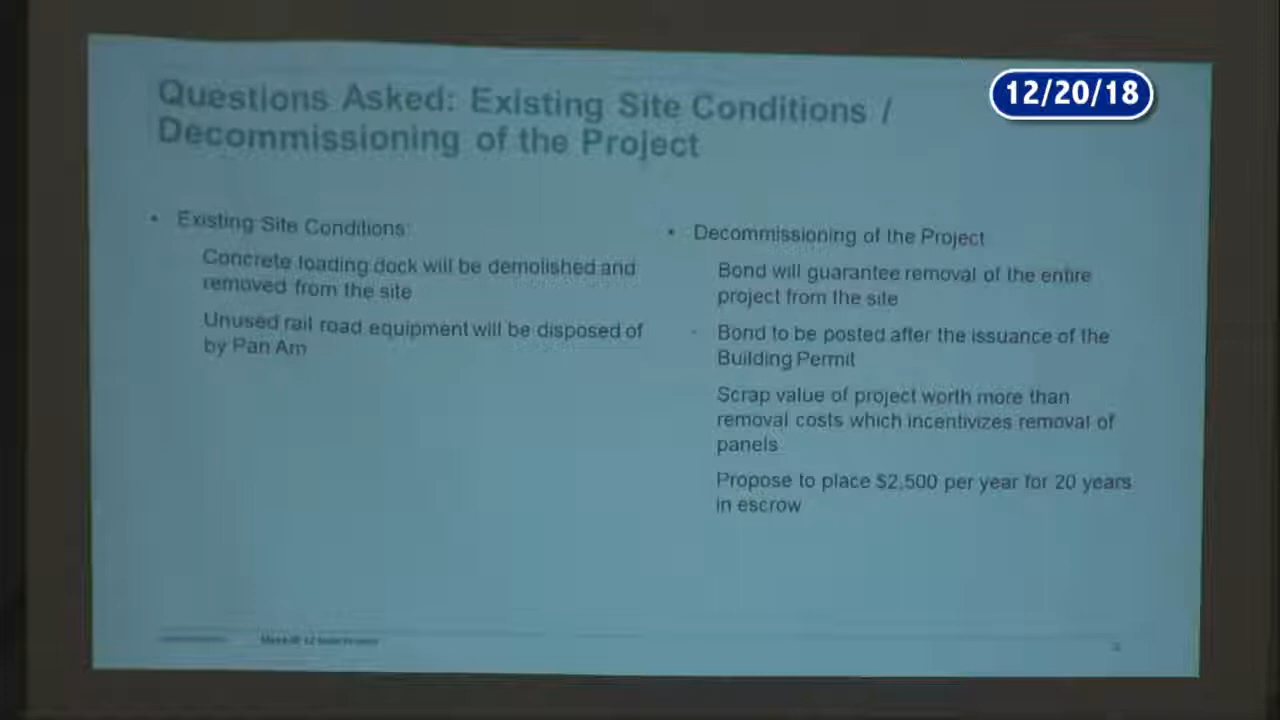 12/20/18
Questions Asked: Existing Site Conditions /
Decommissioning of the Project
• Existing Site Conditions:
Concrete loading dock will be demolished and
removed from the site
Unused rail road equipment will be disposed of
by Pan Am
• Decommissioning of the Project
Bond will guarantee removal of the entire
project from the site
- Bond to be posted after the issuance of the
Building Permit
Scrap value of project worth more than
removal costs which incentivizes removal of
panels
Propose to place $2,500 per year for 20 years
in escrow